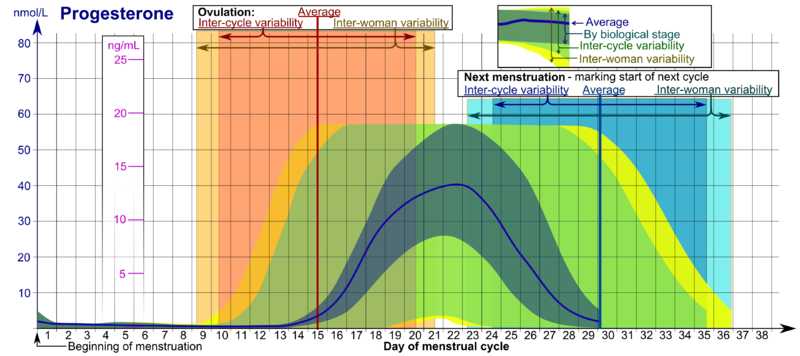 nmol/L
Progesterone
Ovulation:
Average
Inter-cycle variability
Inter-woman variability
Average
By biological stage
Inter-cycle variability
Inter-woman variability
Next menstruation - marking start of next cycle
Inter-cycle variability
Average
Inter-woman variability
ng/mL
80
70
60
50
40
30
20
10
25
20
15
10
5
1 2 3 4 5 6 7 8 9 10 11 12 13 14 15 16 17 18 19 20 21 22 23 24 25 26 27 28 29 30 31 32 33 34 35 36 37 38
Beginning of menstruation
Day of menstrual cycle